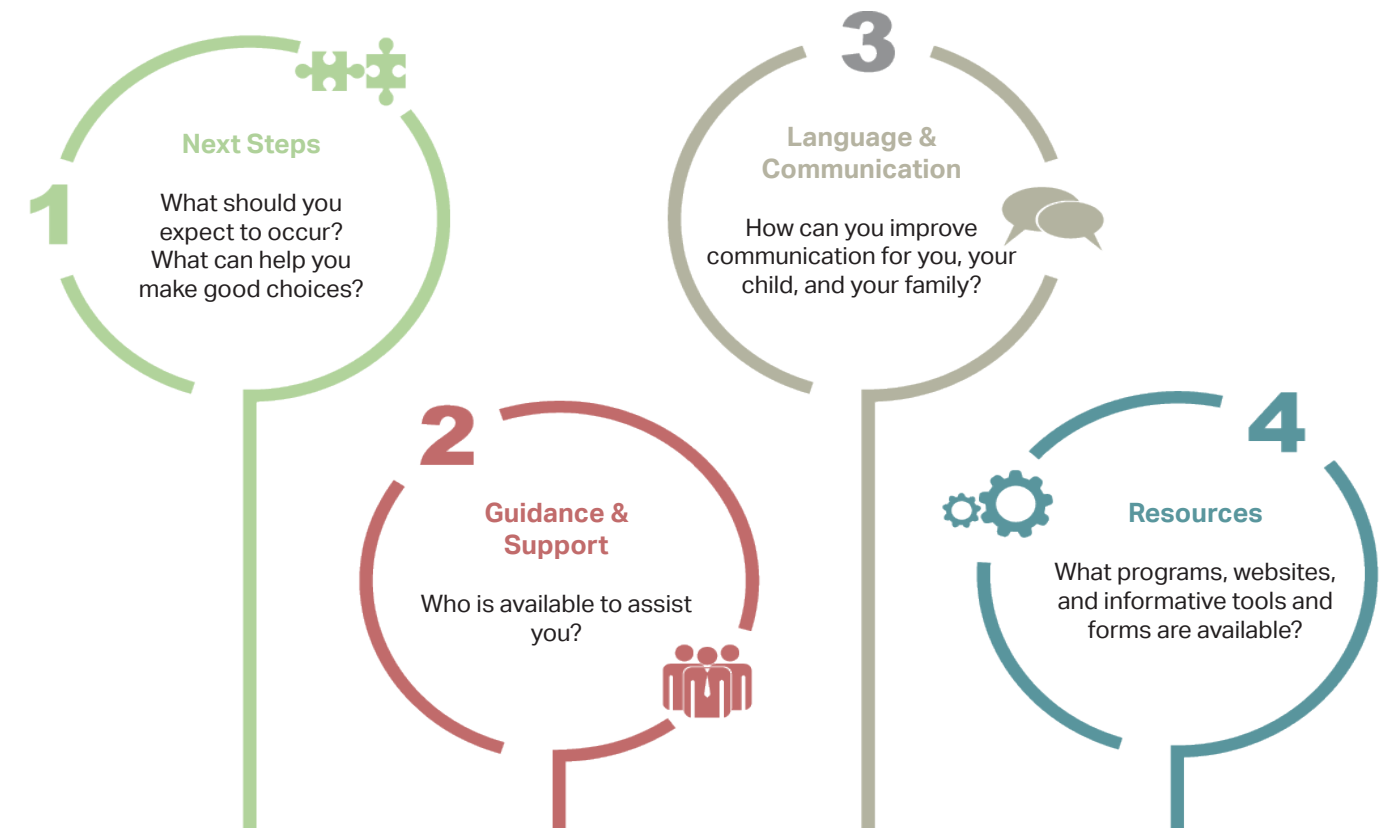 1
Next Steps
What should you
expect to occur?
What can help you
make good choices?
2
Guidance &
Support
Who is available to assist
you?
3
Language &
Communication
How can you improve
communication for you, your
child, and your family?
4
Resources
What programs, websites,
and informative tools and
forms are available?